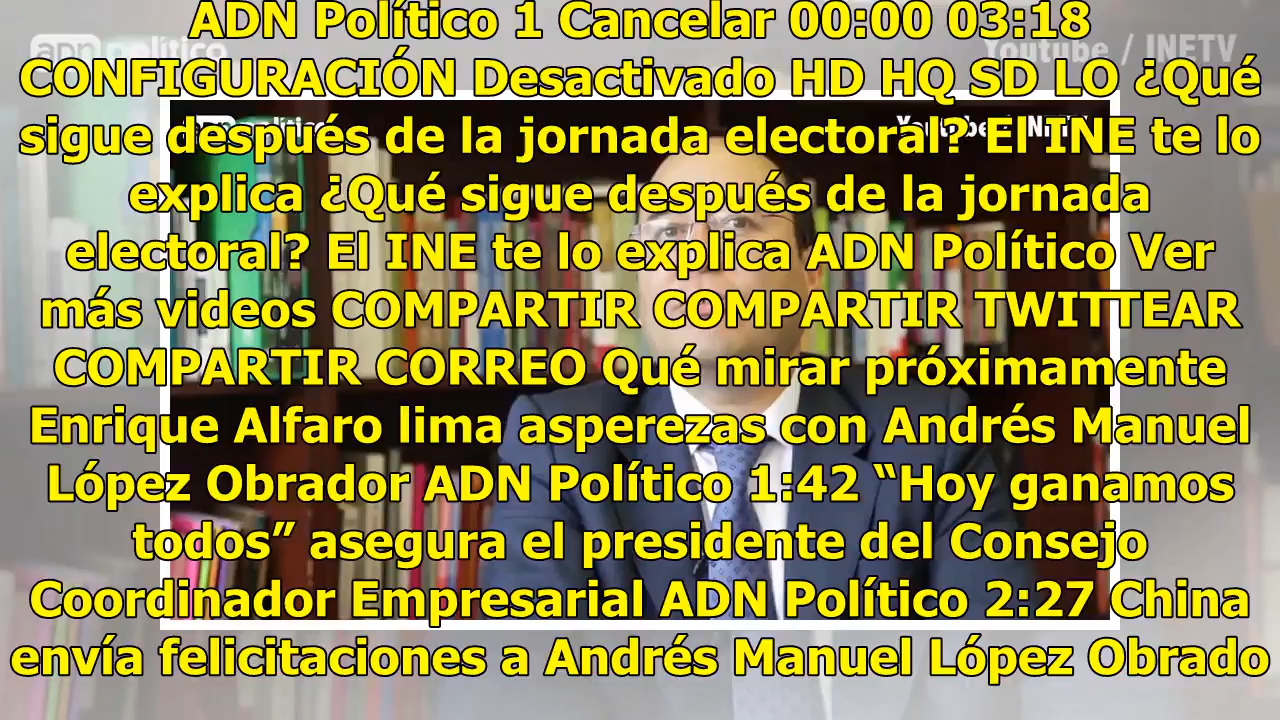 ADN Político 1 Cancelar 00:00 03:18
adn político
Youtube / INETV
CONFIGURACIÓN Desactivado HD HQ SD LO ¿Qué
sigue después de la jornada electoral? El INE te lo
explica ¿Qué sigue después de la jornada
electoral? El INE te lo explica ADN Político Ver
más videos COMPARTIR COMPARTIR TWITTEAR
COMPARTIR CORREO Qué mirar próximamente
Enrique Alfaro lima asperezas con Andrés Manuel
López Obrador ADN Político 1:42 “Hoy ganamos
todos” asegura el presidente del Consejo
Coordinador Empresarial ADN Político 2:27 China
envía felicitaciones a Andrés Manuel López Obrado